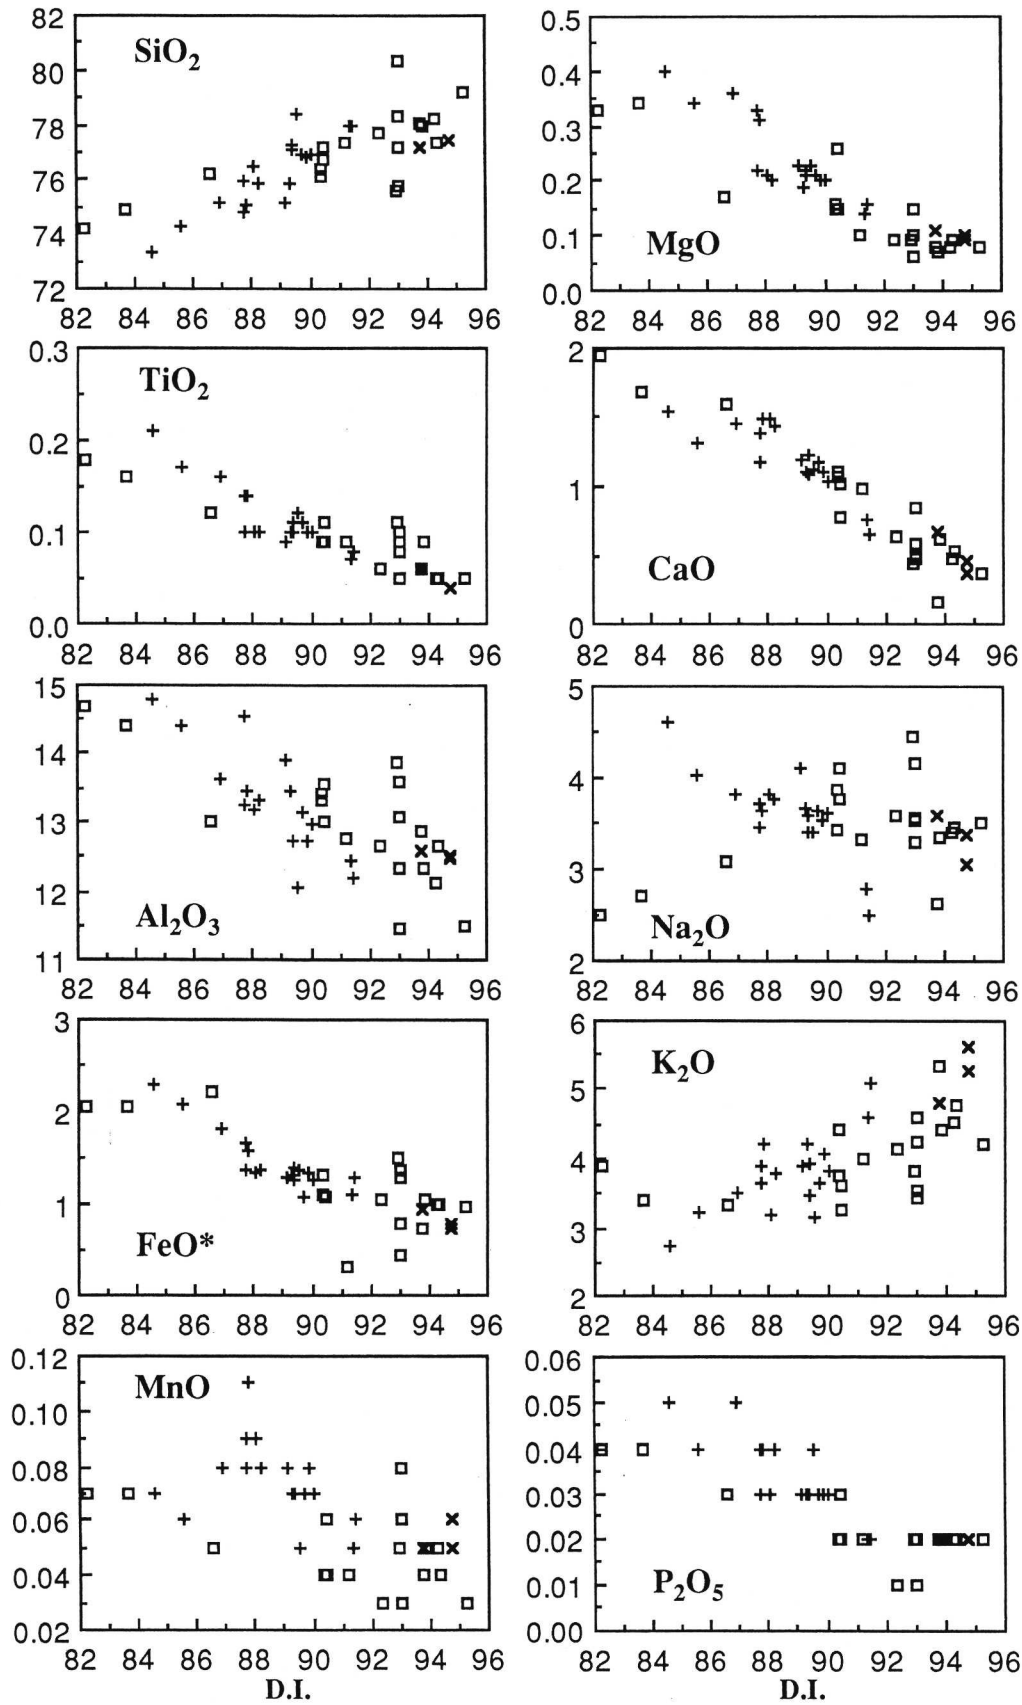 82
80
SiO2
78
76
74
72
82 84 86 88 90 92 94 96
0.5
0.4
0.3
0.2
MgO
0.1
0.0
82 84 86 88 90 92 94 96
0.3
TiO2
0.2
0.1
0.0
82 84 86 88 90 92 94 96
2
1
CaO
0
82 84 86 88 90 92 94 96
15
14
13
12
Al2O3
11
82 84 86 88 90 92 94 96
5
4
3
Na2O
2
82 84 86 88 90 92 94 96
3
2
1
FeO*
0
82 84 86 88 90 92 94 96
6
K2O
5
4
3
2
82 84 86 88 90 92 94 96
0.12
MnO
0.10
0.08
0.06
0.04
0.02
82 84 86 88 90 92 94 96
D.I.
0.06
0.05
0.04
0.03
0.02
P2O5
0.01
0.00
82 84 86 88 90 92 94 96
D.I.